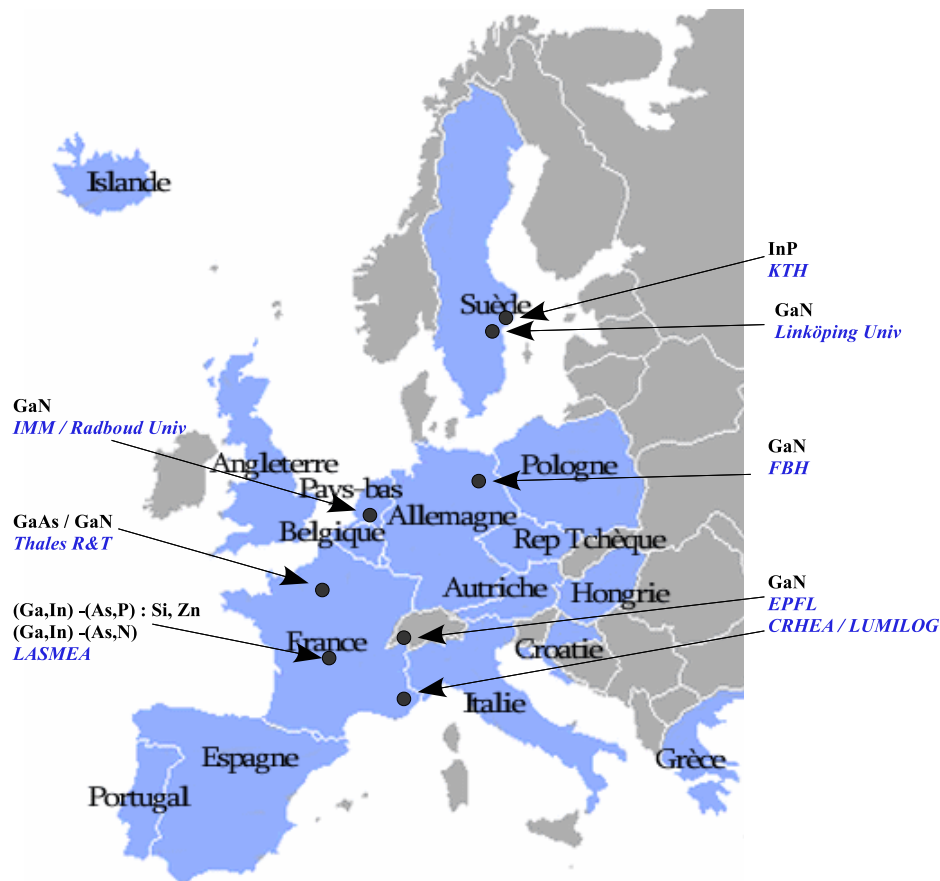 Islande
InP
KTH
Suède
GaN
Linköping Univ
GaN
IMM / Radboud Univ
GaN
FBH
Angleterre
Pologne
Pays-bas
Allemagne
Belgique
GaAs / GaN
Thales R&T
Rep Tchèque
Autriche
Hongrie
GaN
EPFL
CRHEA / LUMILOG
(Ga,In) -(As,P) : Si, Zn
(Ga,In) -(As,N)
LASMEA
France
Croatie
Italie
Espagne
Grèce
Portugal